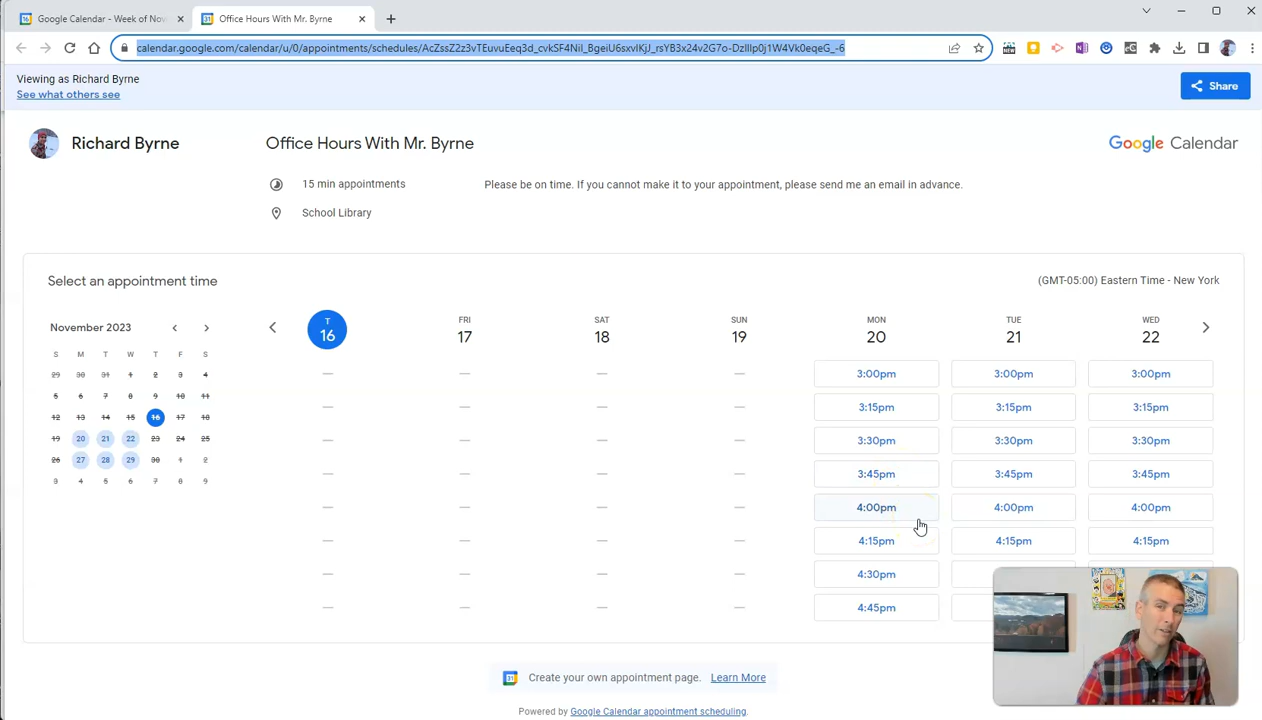 Google Calendar - Week of Nov
Office Hours With Mr. Byrne
calendar.google.com/calendar/u/0/appointments/schedules/
Viewing as Richard Byrne
See what others see
Share
Richard Byrne
Office Hours With Mr. Byrne
Google Calendar
15 min appointments
Please be on time. If you cannot make it to your appointment, please send me an email in advance.
School Library
Select an appointment time
(GMT-05:00) Eastern Time - New York
November 2023
S M T W T F S
29 30 31 1 2 3 4
5 6 7 8 9 10 11
12 13 14 15 16 17 18
19 20 21 22 23 24 25
26 27 28 29 30 1 2
3 4 5 6 7 8 9
T FRI SAT SUN MON TUE WED
16 17 18 19 20 21 22
— — — — 3:00pm 3:00pm 3:00pm
— — — — 3:15pm 3:15pm 3:15pm
— — — — 3:30pm 3:30pm 3:30pm
— — — — 3:45pm 3:45pm 3:45pm
— — — — 4:00pm 4:00pm 4:00pm
— — — — 4:15pm 4:15pm 4:15pm
— — — — 4:30pm
— — — — 4:45pm
Create your own appointment page. Learn More
Powered by Google Calendar appointment scheduling.